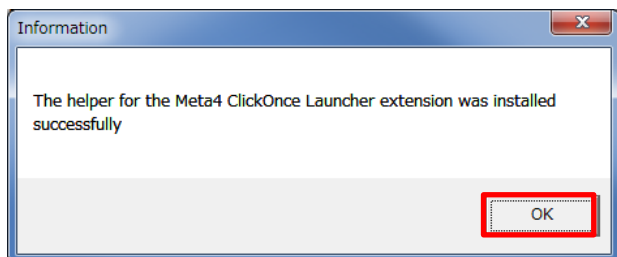 Information
The helper for the Meta4 ClickOnce Launcher extension was installed
successfully
OK